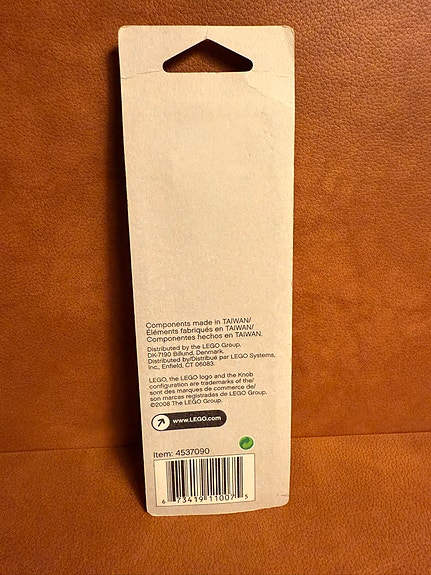 Components made in TAIWAN/
Éléments fabriqués en TAIWAN/
Componentes hechos en TAIWAN.
Distributed by the LEGO Group,
DK-7190 Billund, Denmark.
Distributed by/Distribué par LEGO Systems,
Inc., Enfield, CT 06083.
LEGO, the LEGO logo and the Knob
configuration are trademarks of the/
sont des marques de commerce de/
son marcas registradas de LEGO Group.
©2008 The LEGO Group.
www.LEGO.com
Item: 4537090
6 73419 11007 5